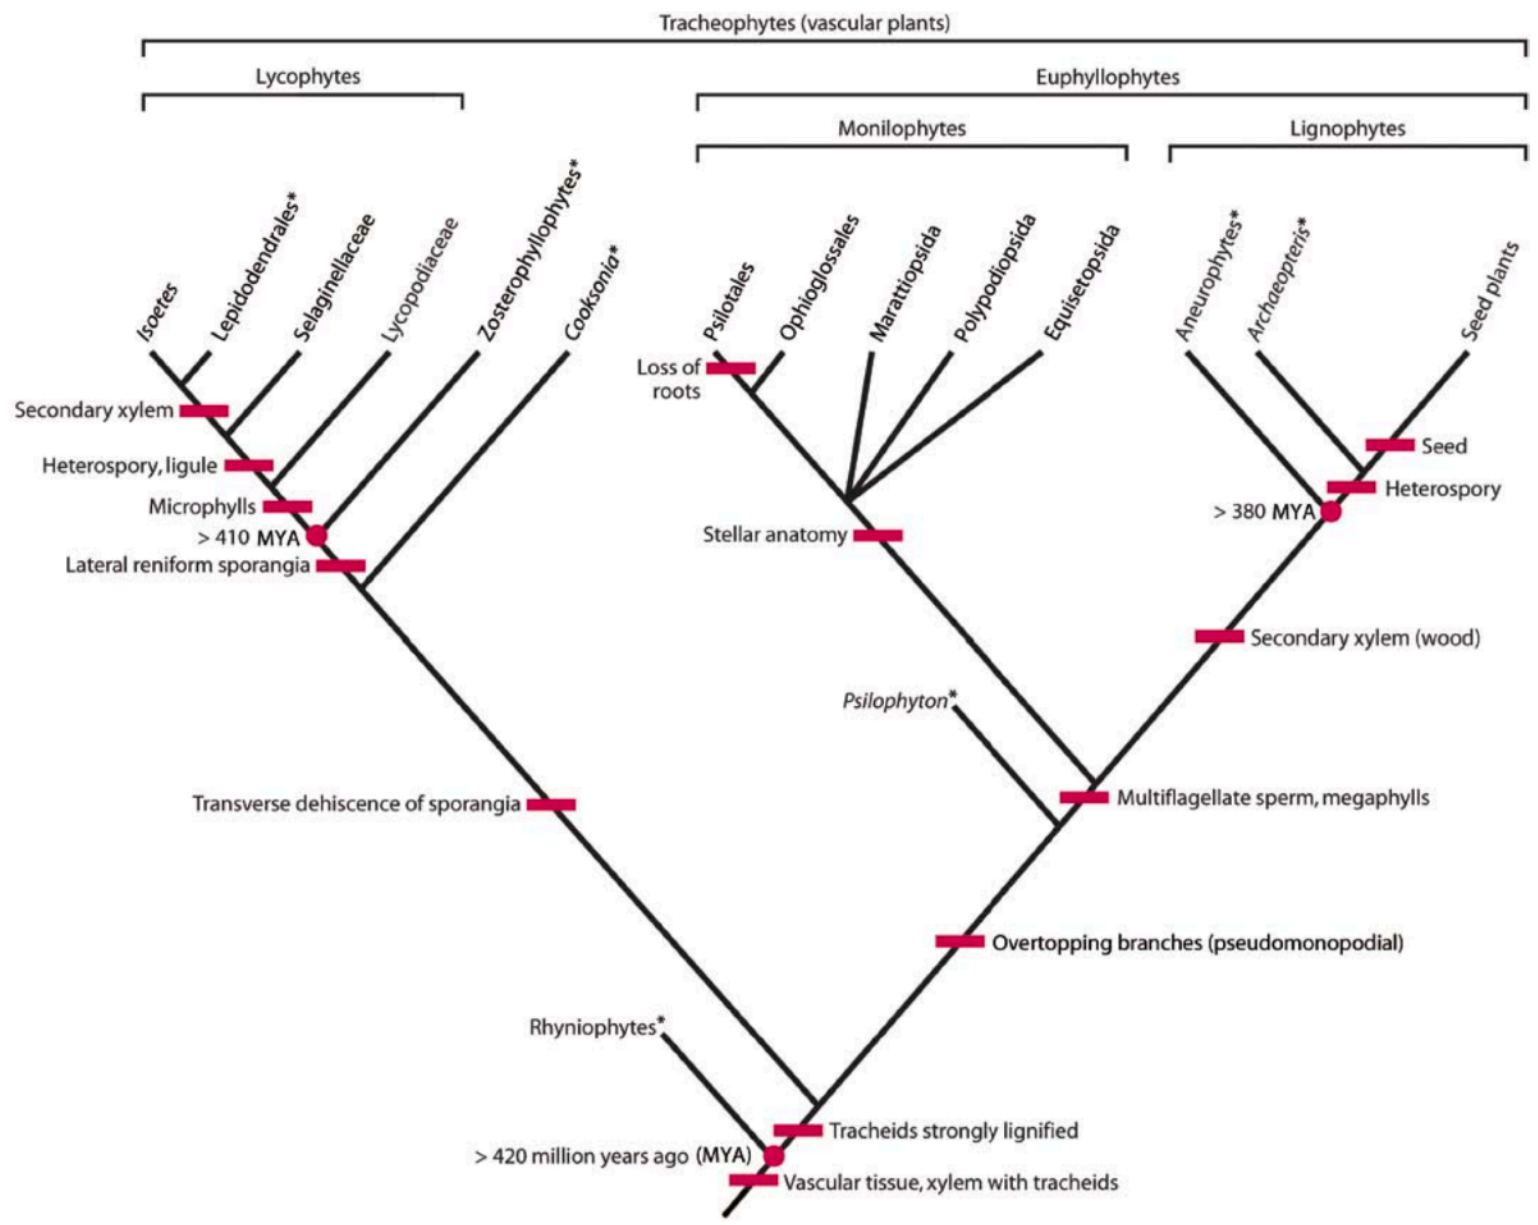 Tracheophytes (vascular plants)
Lycophytes
Euphyllophytes
Monilophytes
Lignophytes
Isoetes
Lepidodendrales*
Selaginellaceae
Lycopodiaceae
Zosterophyllophytes*
Cooksonia*
Psilotales
Ophioglossales
Marattiopsida
Polypodiopsida
Equisetopsida
Aneurophytes*
Archaeopteris*
Seed plants
Loss of
roots
Secondary xylem
Seed
Heterospory, ligule
Heterospory
Microphylls
> 380 MYA
> 410 MYA
Stellar anatomy
Lateral reniform sporangia
Secondary xylem (wood)
Psilophyton*
Transverse dehiscence of sporangia
Multiflagellate sperm, megaphylls
Overtopping branches (pseudomonopodial)
Rhyniophytes*
Tracheids strongly lignified
> 420 million years ago (MYA)
Vascular tissue, xylem with tracheids